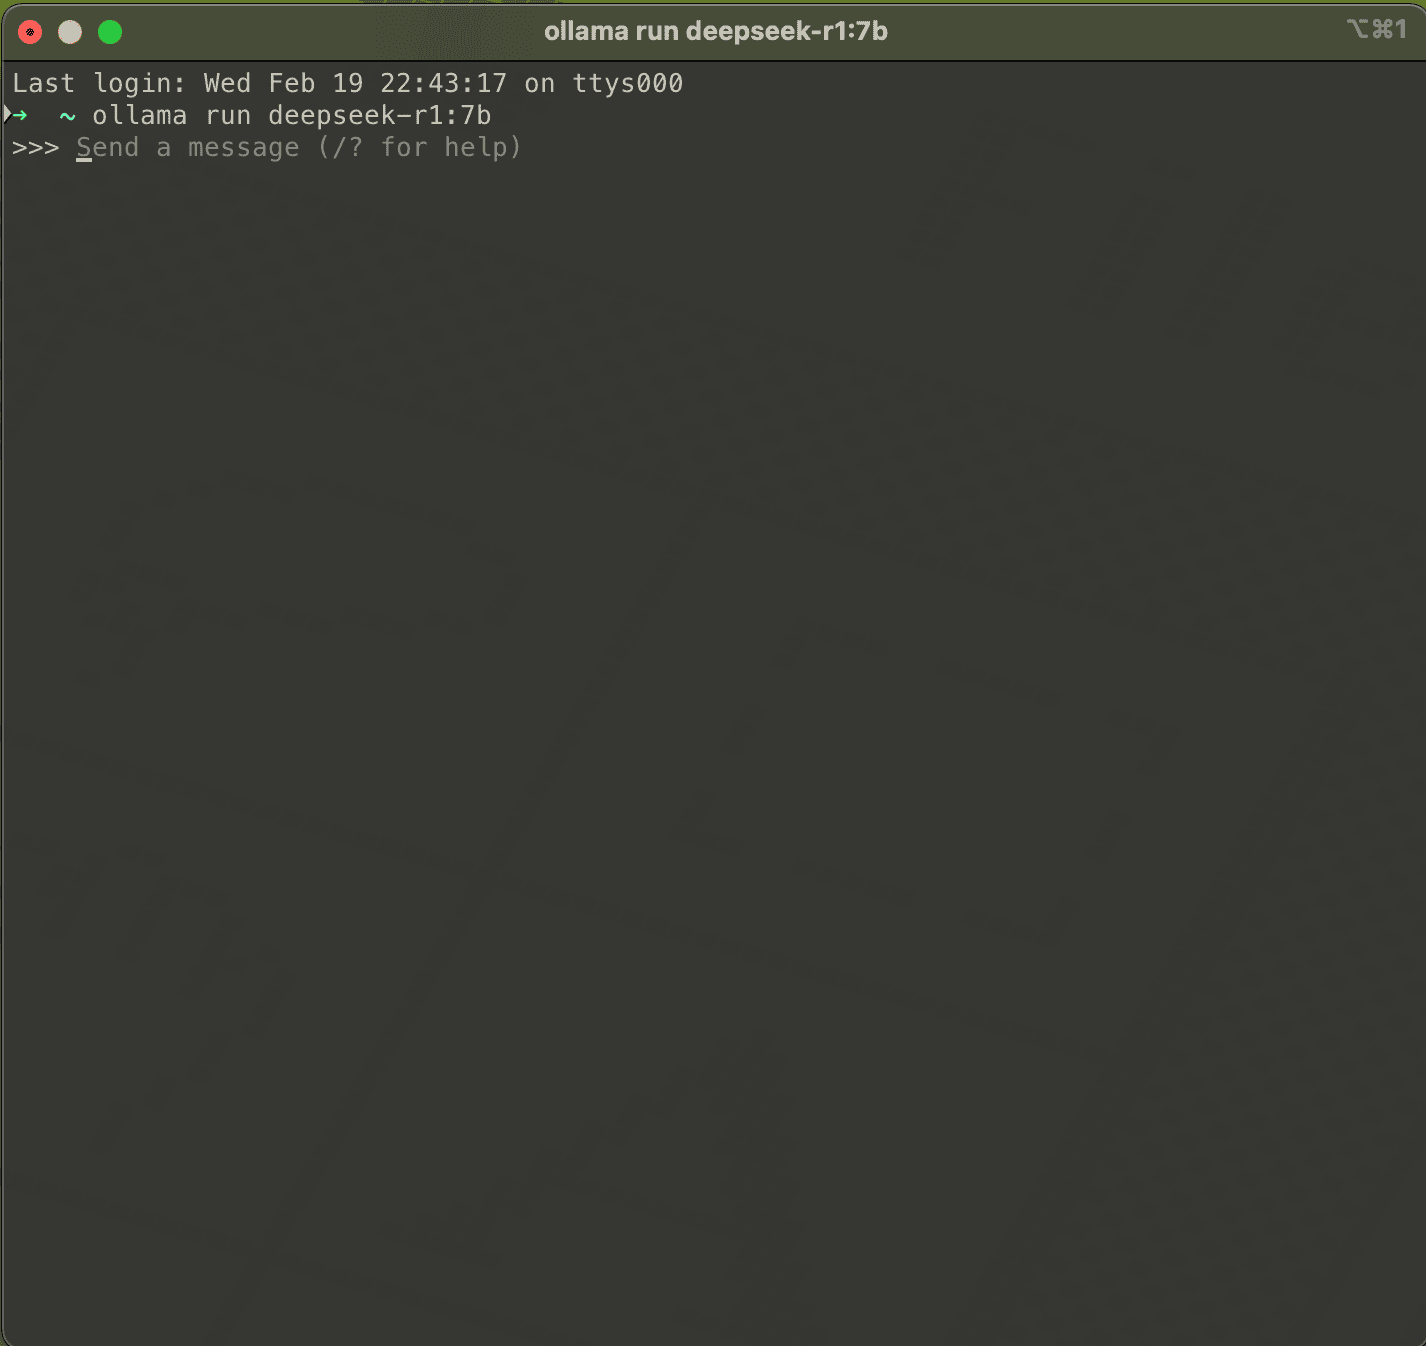 ollama run deepseek-r1:7b
⌥⌘1
Last login: Wed Feb 19 22:43:17 on ttys000
→ ~ ollama run deepseek-r1:7b
>>> Send a message (/? for help)